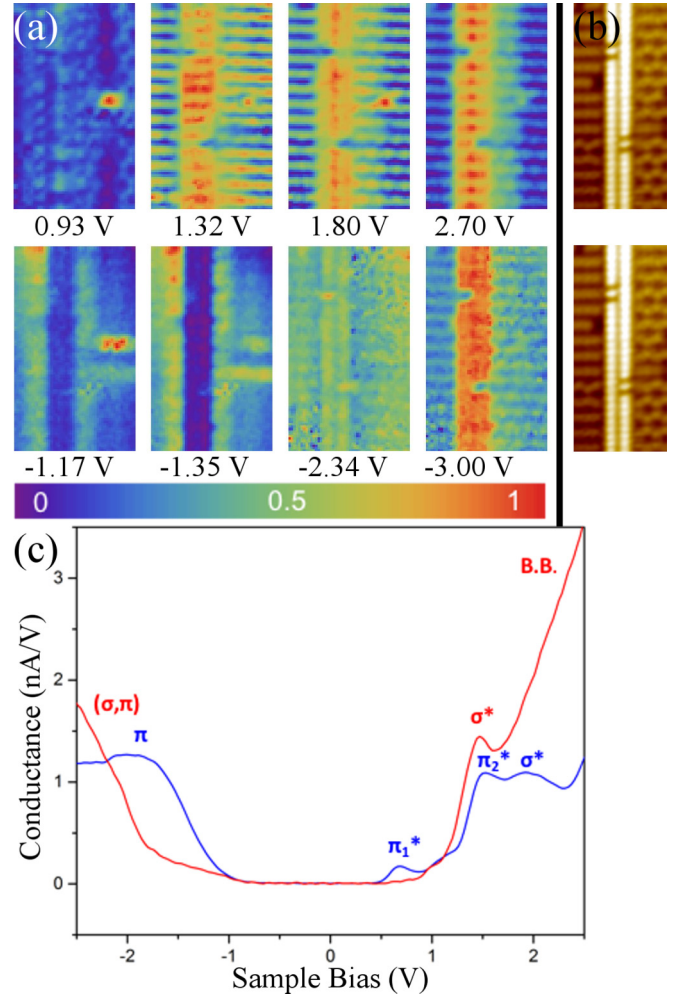 (a)
(b)
0.93 V 1.32 V 1.80 V 2.70 V
-1.17 V -1.35 V -2.34 V -3.00 V
0 0.5 1
(c)
B.B.
(σ,π)
π
σ*
π₂* σ*
π₁*
3
2
1
0
-2 -1 0 1 2
Conductance (nA/V)
Sample Bias (V)